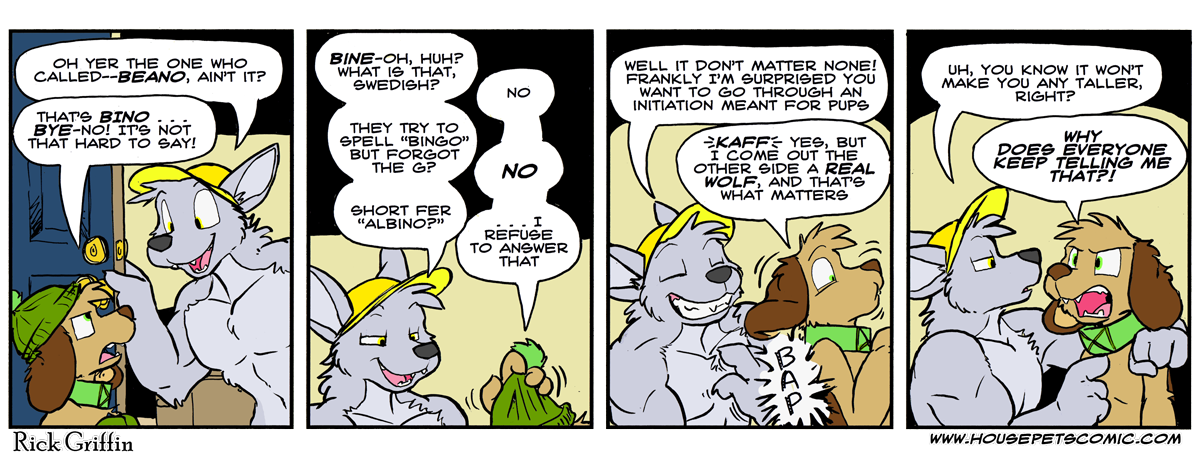 OH YER THE ONE WHO
CALLED--BEANO, AIN'T IT?
THAT'S BINO . . .
BYE-NO! IT'S NOT
THAT HARD TO SAY!
BINE-OH, HUH?
WHAT IS THAT,
SWEDISH?
NO
THEY TRY TO
SPELL "BINGO"
BUT FORGOT
THE G?
NO
SHORT FER
"ALBINO?"
. . . . I
REFUSE
TO ANSWER
THAT
WELL IT DON'T MATTER NONE!
FRANKLY I'M SURPRISED YOU
WANT TO GO THROUGH AN
INITIATION MEANT FOR PUPS
KAFF YES, BUT
I COME OUT THE
OTHER SIDE A REAL
WOLF, AND THAT'S
WHAT MATTERS
BAP
UH, YOU KNOW IT WON'T
MAKE YOU ANY TALLER,
RIGHT?
WHY
DOES EVERYONE
KEEP TELLING ME
THAT?!
Rick Griffin
WWW.HOUSEPETSCOMIC.COM